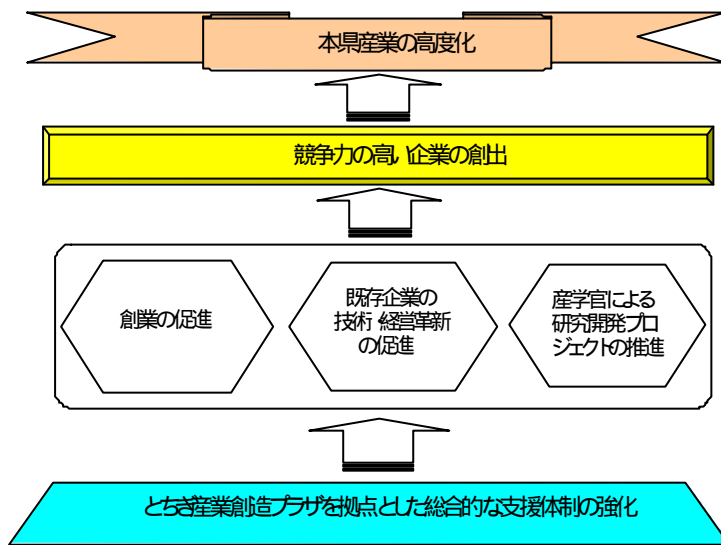 本県産業の高度化
競争力の高い企業の創出
創業の促進
既存企業の
技術・経営革新
の促進
産学官による
研究開発プロ
ジェクトの推進
とちぎ産業創造プラザを拠点とした総合的な支援体制の強化